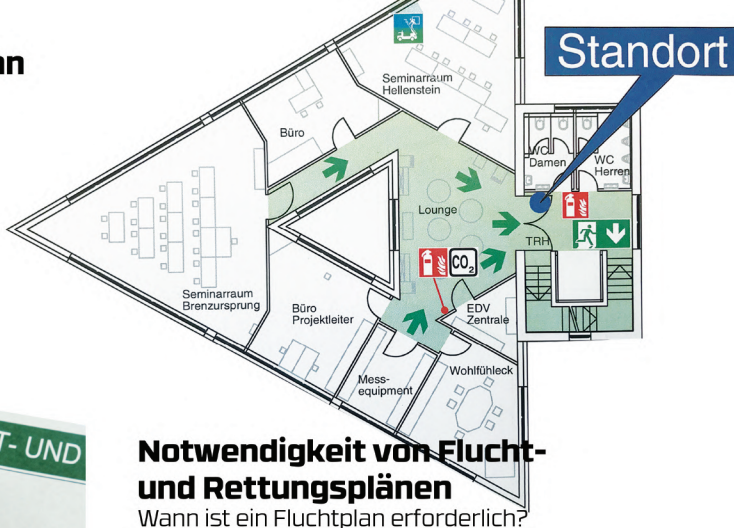 an
Standort
Seminarraum
Hellenstein
Büro
WC
Damen
WC
Herren
Lounge
TRH
CO₂
Seminarraum
Brenzursprung
Büro
Projektleiter
EDV
Zentrale
Mess-
equipment
Wohlfühleck
T- UND
Notwendigkeit von Flucht-
und Rettungsplänen
Wann ist ein Fluchtplan erforderlich?